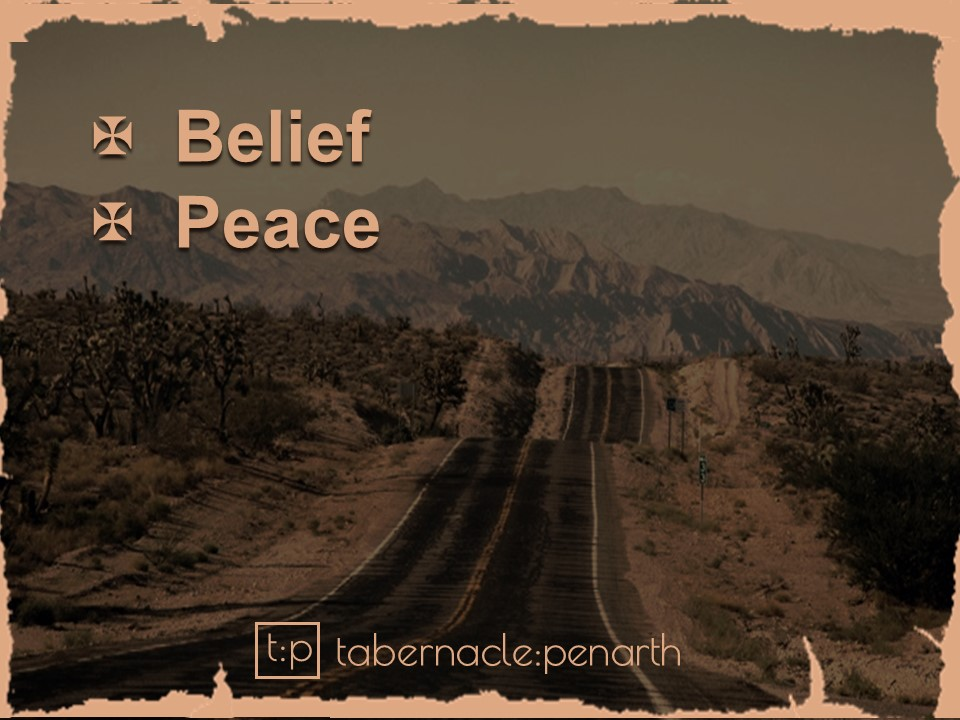 ✠ Belief
✠ Peace
t:p tabernacle:penarth